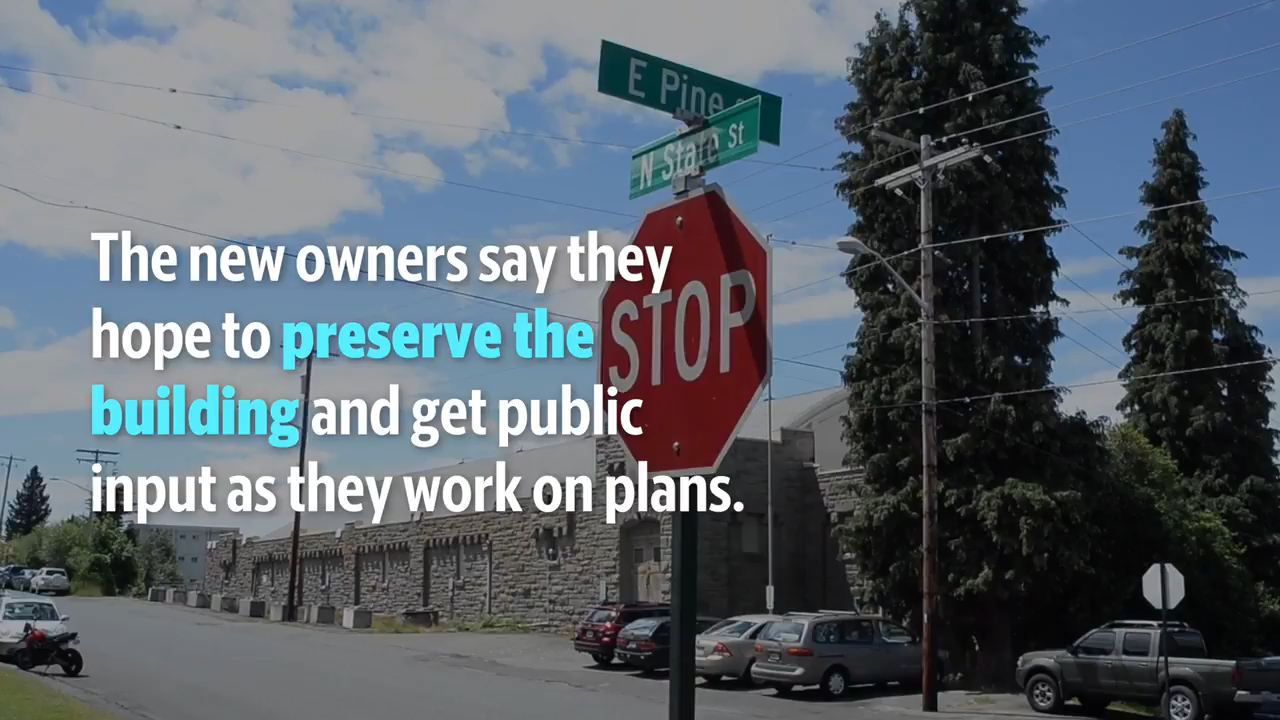 E Pine
N State St
STOP
The new owners say they
hope to preserve the
building and get public
input as they work on plans.